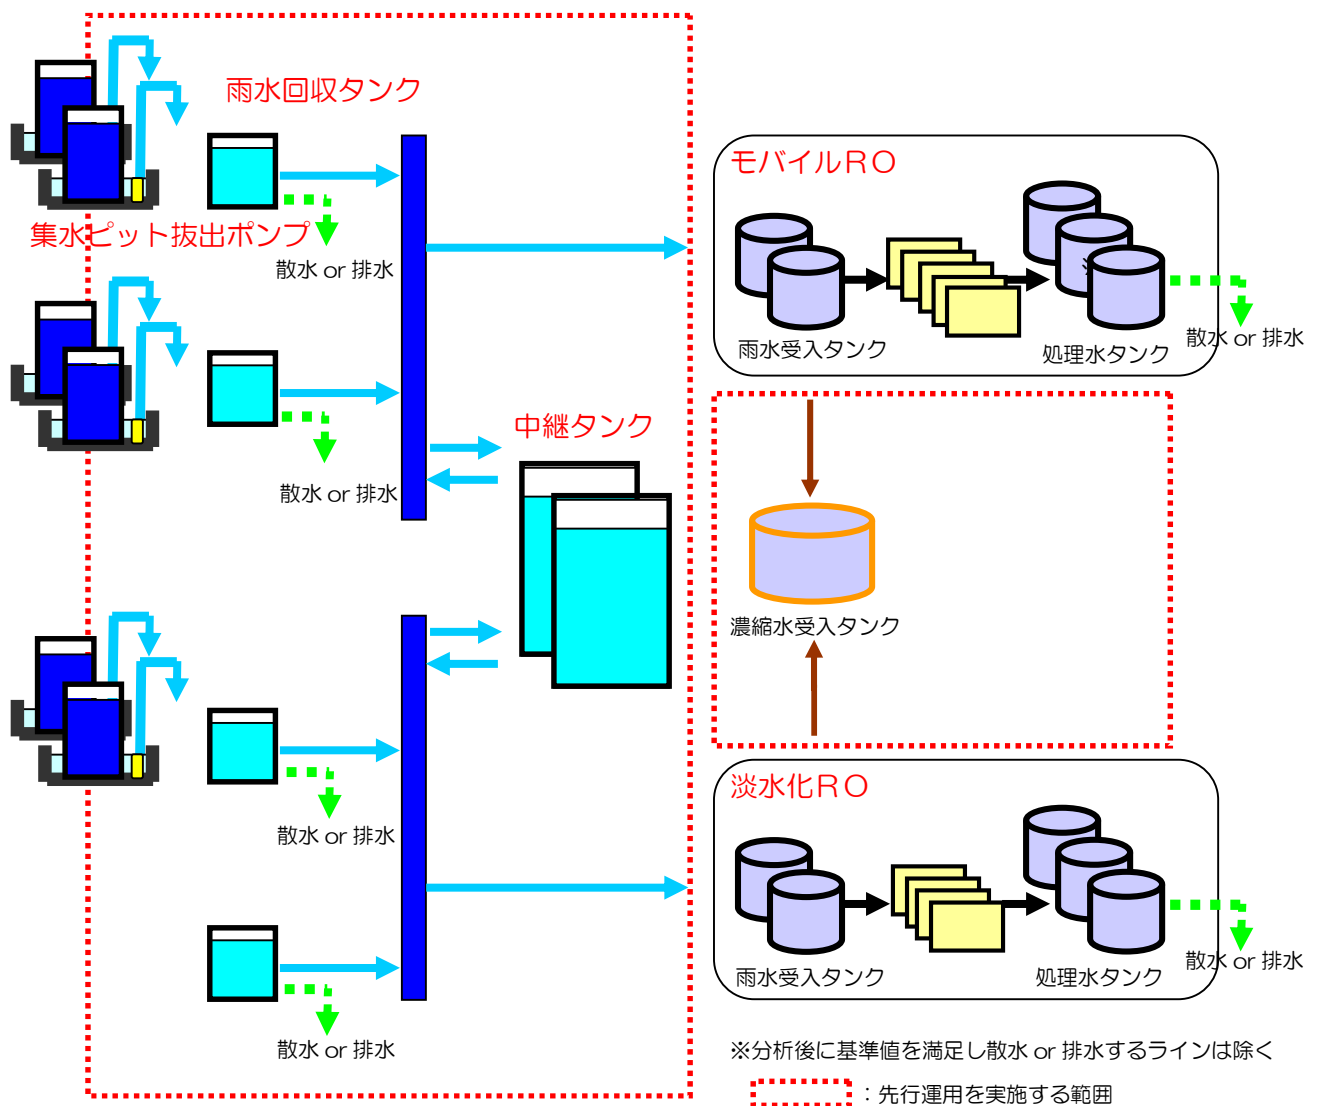 雨水回収タンク
モバイルRO
集水ピット抜出ポンプ
散水 or 排水
雨水受入タンク
処理水タンク
散水 or 排水
中継タンク
散水 or 排水
濃縮水受入タンク
淡水化RO
散水 or 排水
雨水受入タンク
処理水タンク
散水 or 排水
散水 or 排水
※分析後に基準値を満足し散水 or 排水するラインは除く
：先行運用を実施する範囲